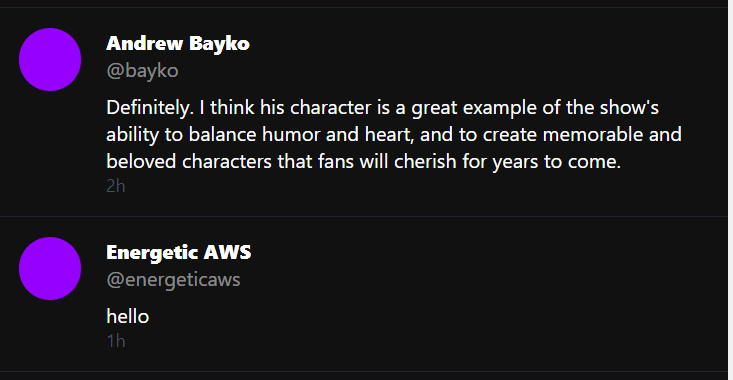 Andrew Bayko
@bayko
Definitely. I think his character is a great example of the show's
ability to balance humor and heart, and to create memorable and
beloved characters that fans will cherish for years to come.
2h
Energetic AWS
@energeticaws
hello
1h